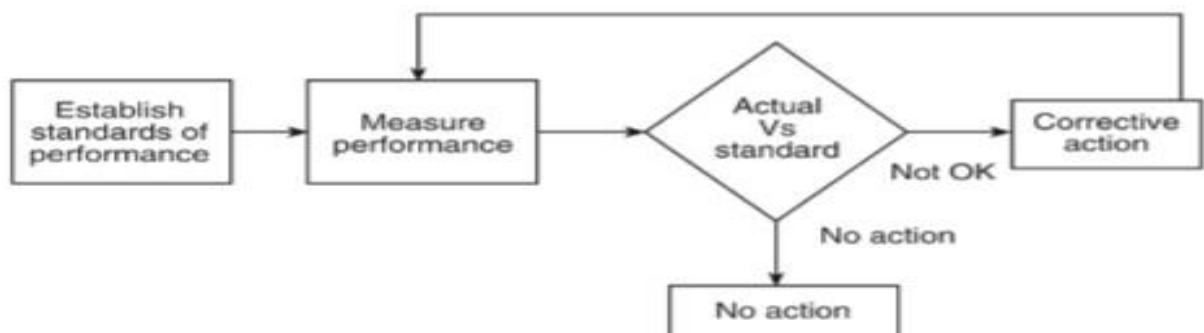 Establish
standards of
performance
Measure
performance
Actual
Vs
standard
Corrective
action
Not OK
No action
No action